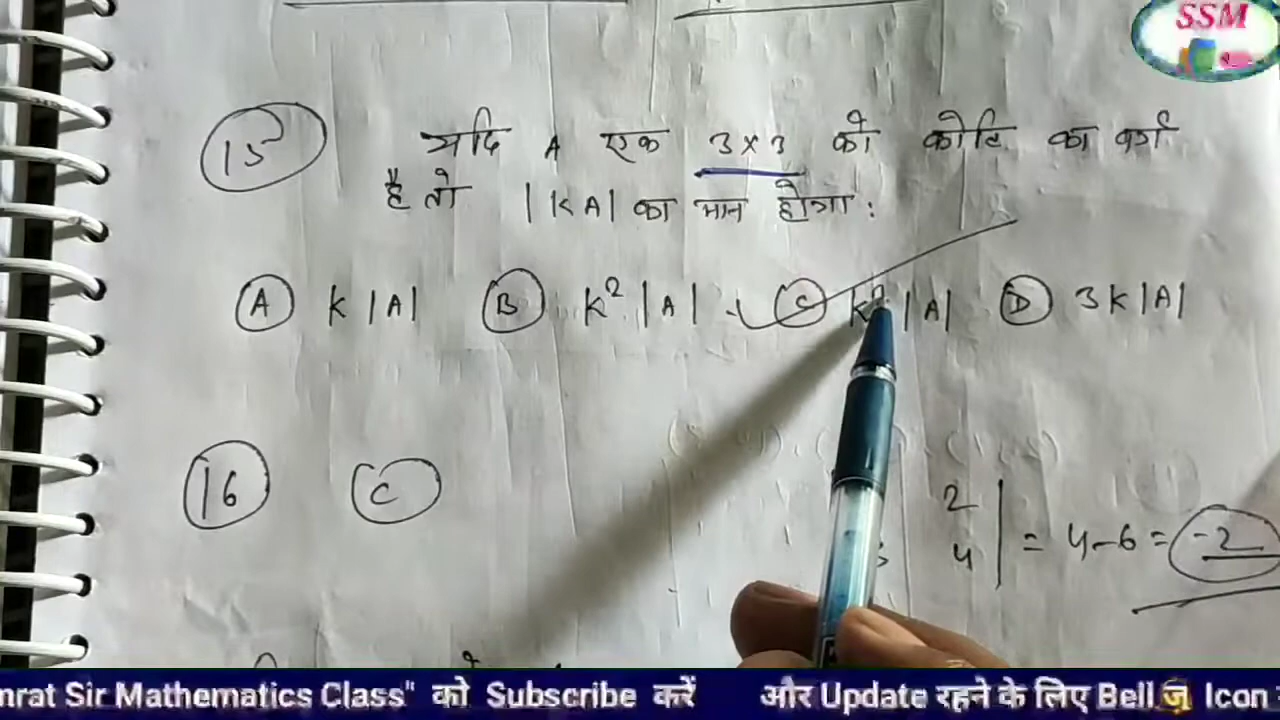 SSM
15 यदि A एक 3×3 की कोटि का वर्ग
है तो |KA| का मान होगा:
A K|A| B K²|A| C |A| D 3K|A|
16 C
2
4 | = 4-6 = -2
mrat Sir Mathematics Class" को Subscribe करें और Update रहने के लिए Bell Icon